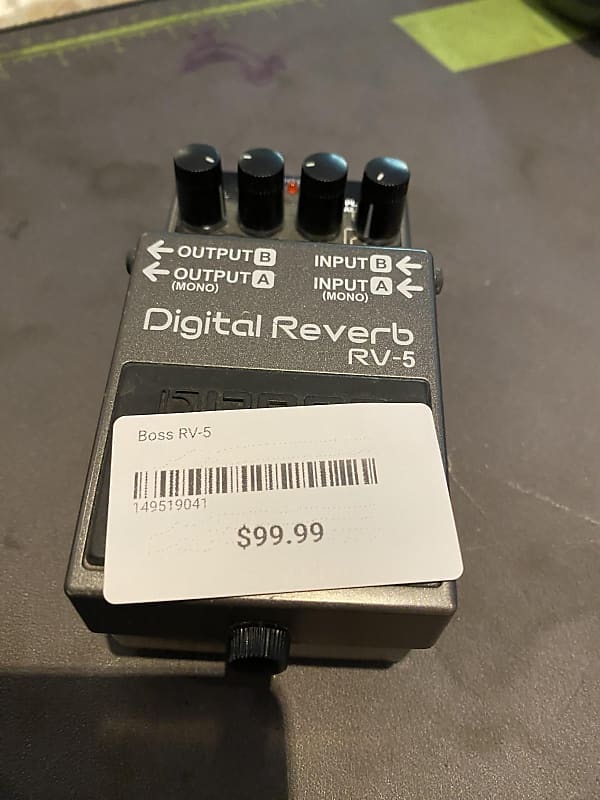 ← OUTPUT B
INPUT B ←
← OUTPUT A
(MONO)
INPUT A ←
(MONO)
Digital Reverb
RV-5
Boss RV-5
149519041
$99.99